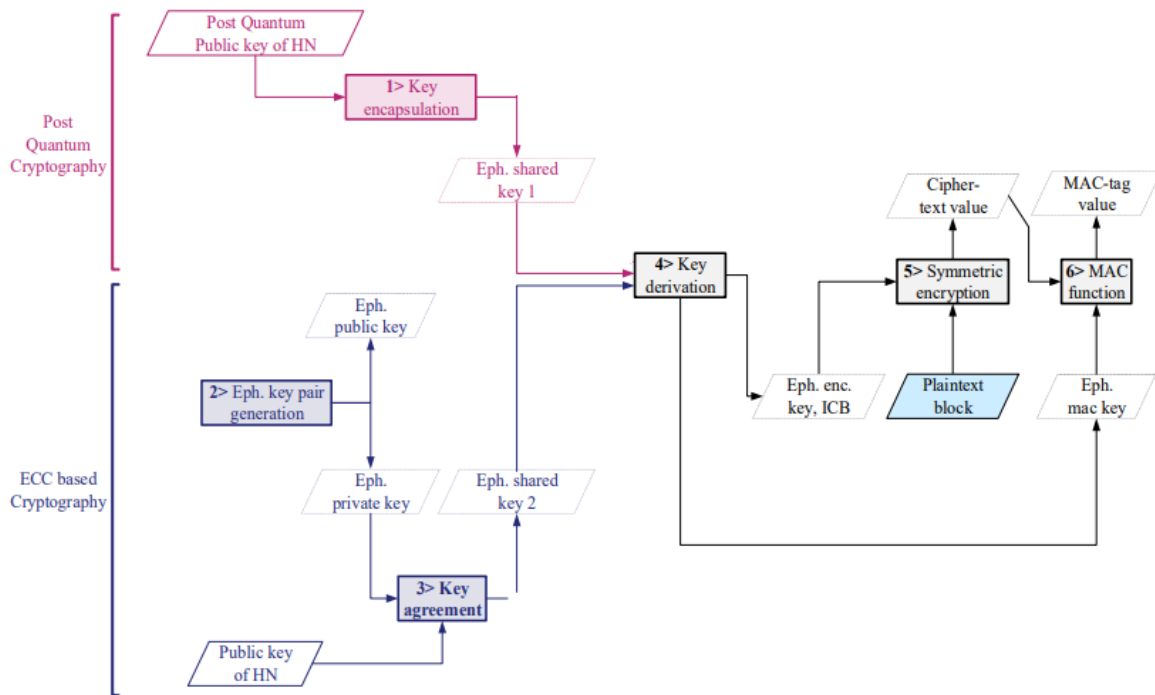 Post Quantum
Public key of HN
1> Key
encapsulation
Post
Quantum
Cryptography
Eph. shared
key 1
Cipher-
text value
MAC-tag
value
4> Key
derivation
5> Symmetric
encryption
6> MAC
function
Eph.
public key
2> Eph. key pair
generation
Eph. enc.
key, ICB
Plaintext
block
Eph.
mac key
ECC based
Cryptography
Eph.
private key
Eph. shared
key 2
3> Key
agreement
Public key
of HN